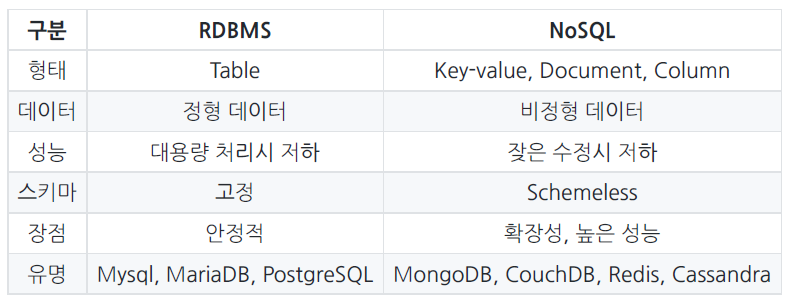 구분 RDBMS NoSQL
형태 Table Key-value, Document, Column
데이터 정형 데이터 비정형 데이터
성능 대용량 처리시 저하 잦은 수정시 저하
스키마 고정 Schemeless
장점 안정적 확장성, 높은 성능
유명 Mysql, MariaDB, PostgreSQL MongoDB, CouchDB, Redis, Cassandra